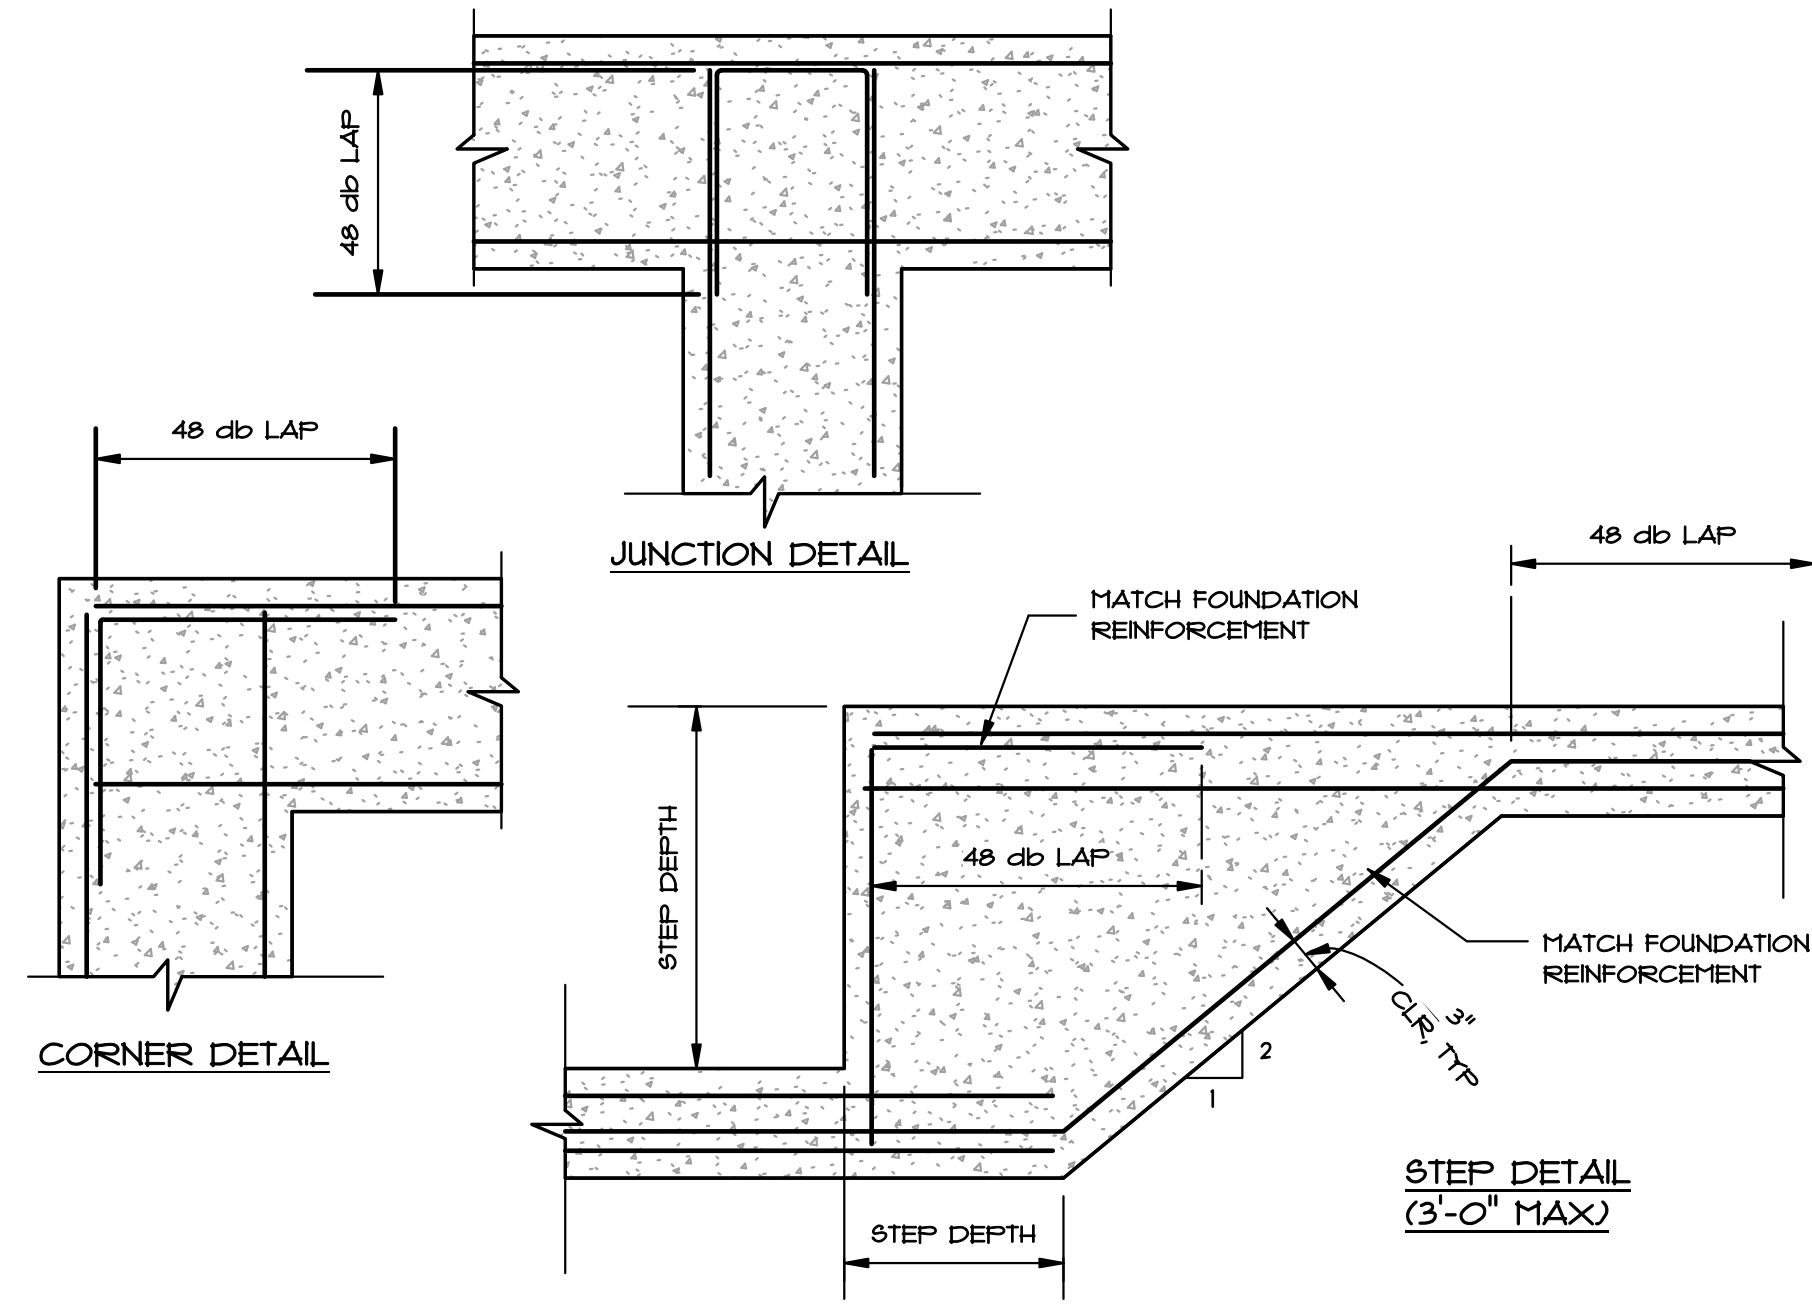 48 db LAP
JUNCTION DETAIL
48 db LAP
CORNER DETAIL
48 db LAP
MATCH FOUNDATION
REINFORCEMENT
STEP DEPTH
48 db LAP
MATCH FOUNDATION
REINFORCEMENT
3"
CLR, TYP
2
1
STEP DEPTH
STEP DETAIL
(3'-0" MAX)